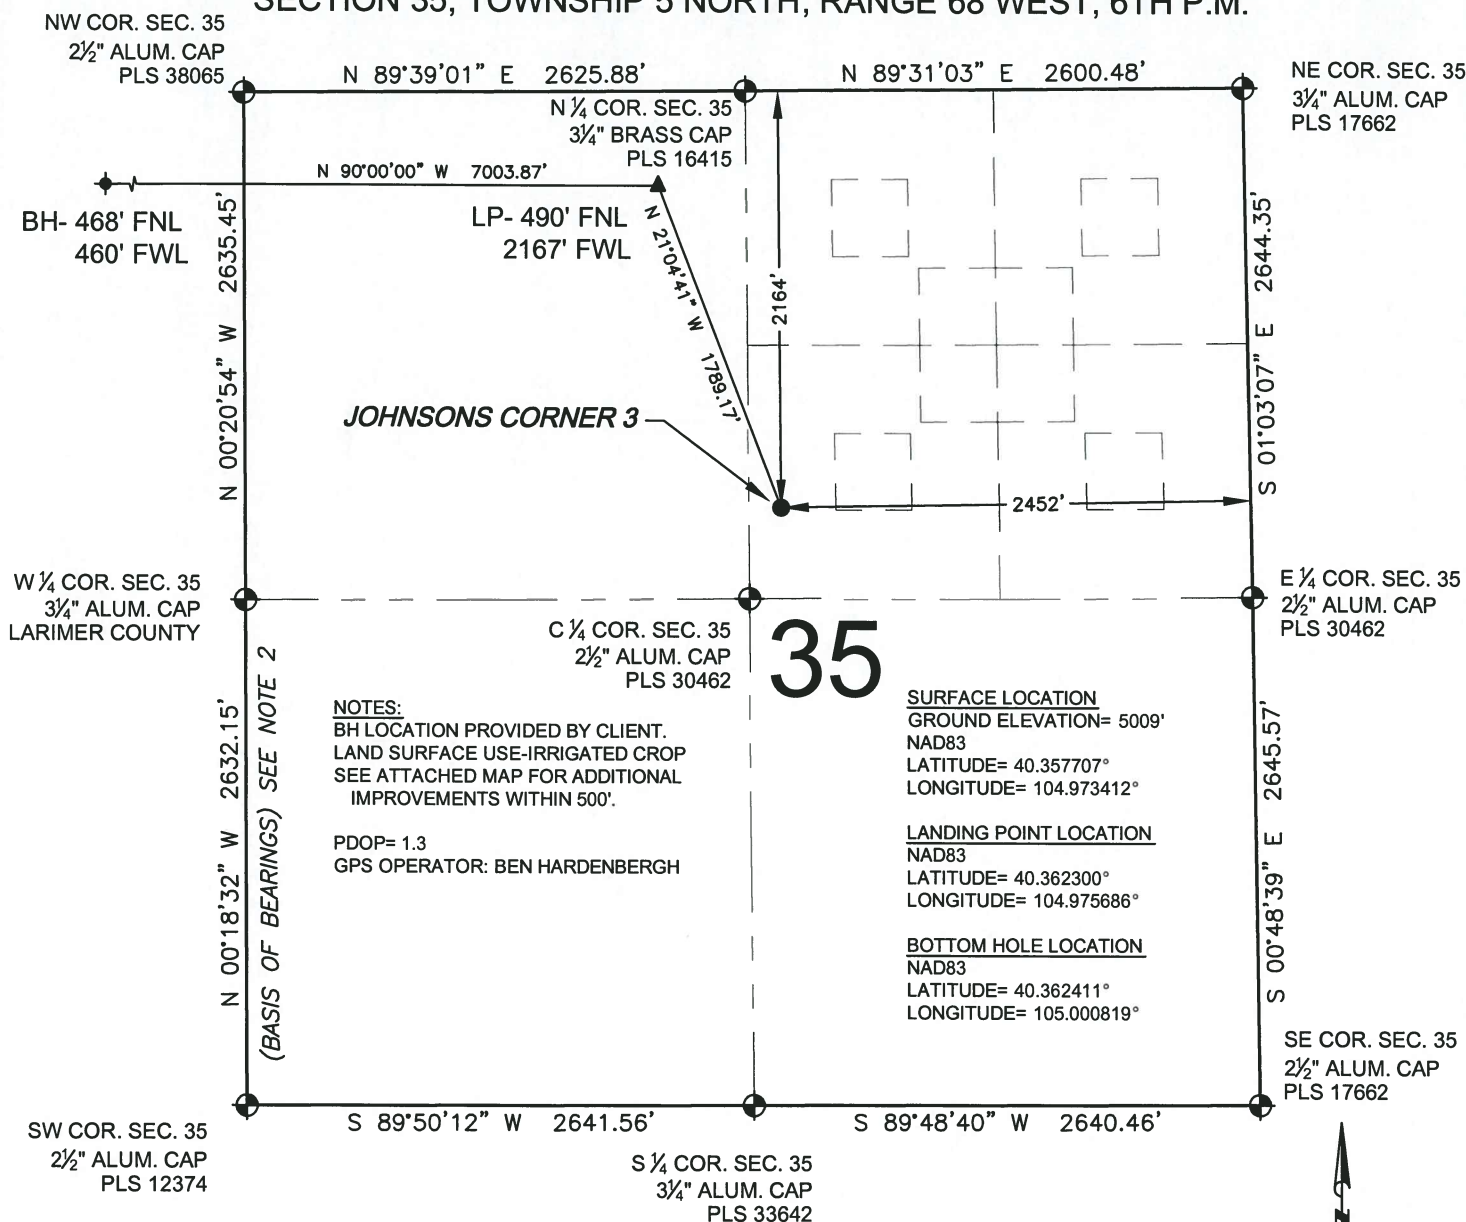 SECTION 35, TOWNSHIP 5 NORTH, RANGE 68 WEST, 6TH P.M.
NW COR. SEC. 35
2½" ALUM. CAP
PLS 38065
N 89°39'01" E 2625.88'
N 89°31'03" E 2600.48'
NE COR. SEC. 35
3¼" ALUM. CAP
PLS 17662
N ¼ COR. SEC. 35
3¼" BRASS CAP
PLS 16415
N 90°00'00" W 7003.87'
BH- 468' FNL
460' FWL
LP- 490' FNL
2167' FWL
N 00°20'54" W 2635.45'
N 21°04'41" W 1789.17'
2164'
S 01°03'07" E 2644.35'
JOHNSONS CORNER 3
2452'
W ¼ COR. SEC. 35
3¼" ALUM. CAP
LARIMER COUNTY
C ¼ COR. SEC. 35
2½" ALUM. CAP
PLS 30462
35
E ¼ COR. SEC. 35
2½" ALUM. CAP
PLS 30462
N 00°18'32" W 2632.15'
(BASIS OF BEARINGS) SEE NOTE 2
NOTES:
BH LOCATION PROVIDED BY CLIENT.
LAND SURFACE USE-IRRIGATED CROP
SEE ATTACHED MAP FOR ADDITIONAL
IMPROVEMENTS WITHIN 500'.
PDOP= 1.3
GPS OPERATOR: BEN HARDENBERGH
SURFACE LOCATION
GROUND ELEVATION= 5009'
NAD83
LATITUDE= 40.357707°
LONGITUDE= 104.973412°
LANDING POINT LOCATION
NAD83
LATITUDE= 40.362300°
LONGITUDE= 104.975686°
BOTTOM HOLE LOCATION
NAD83
LATITUDE= 40.362411°
LONGITUDE= 105.000819°
S 00°48'39" E 2645.57'
SE COR. SEC. 35
2½" ALUM. CAP
PLS 17662
SW COR. SEC. 35
2½" ALUM. CAP
PLS 12374
S 89°50'12" W 2641.56'
S 89°48'40" W 2640.46'
S ¼ COR. SEC. 35
3¼" ALUM. CAP
PLS 33642